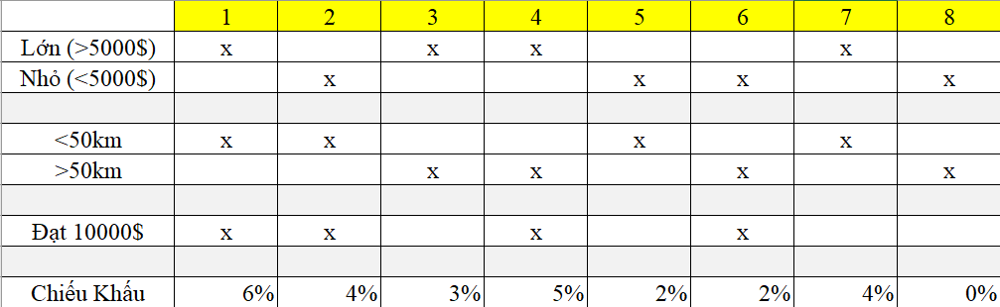 1 2 3 4 5 6 7 8
Lớn (>5000$) x x x x
Nhỏ (<5000$) x x x x
<50km x x x x
>50km x x x x
Đạt 10000$ x x x x
Chiếu Khấu 6% 4% 3% 5% 2% 2% 4% 0%